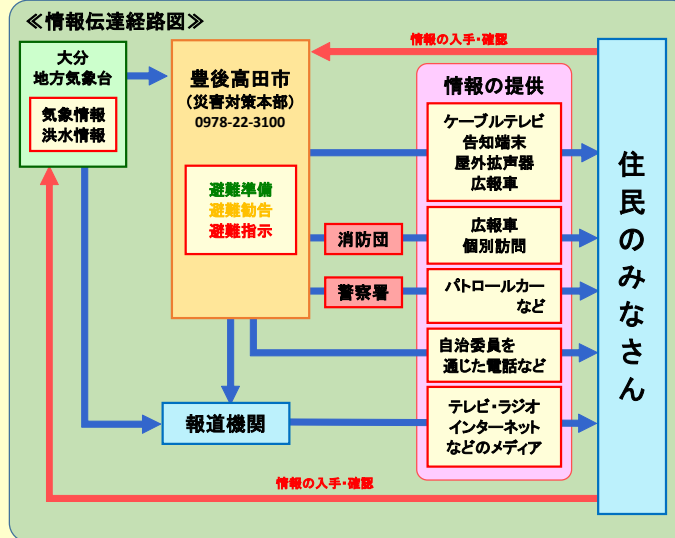 ≪情報伝達経路図≫
情報の入手・確認
大分
地方気象台
気象情報
洪水情報
豊後高田市
（災害対策本部）
0978-22-3100
避難準備
避難勧告
避難指示
情報の提供
ケーブルテレビ
告知端末
屋外拡声器
広報車
消防団
広報車
個別訪問
警察署
パトロールカー
など
自治委員を
通じた電話など
報道機関
テレビ・ラジオ
インターネット
などのメディア
住民のみなさん
情報の入手・確認